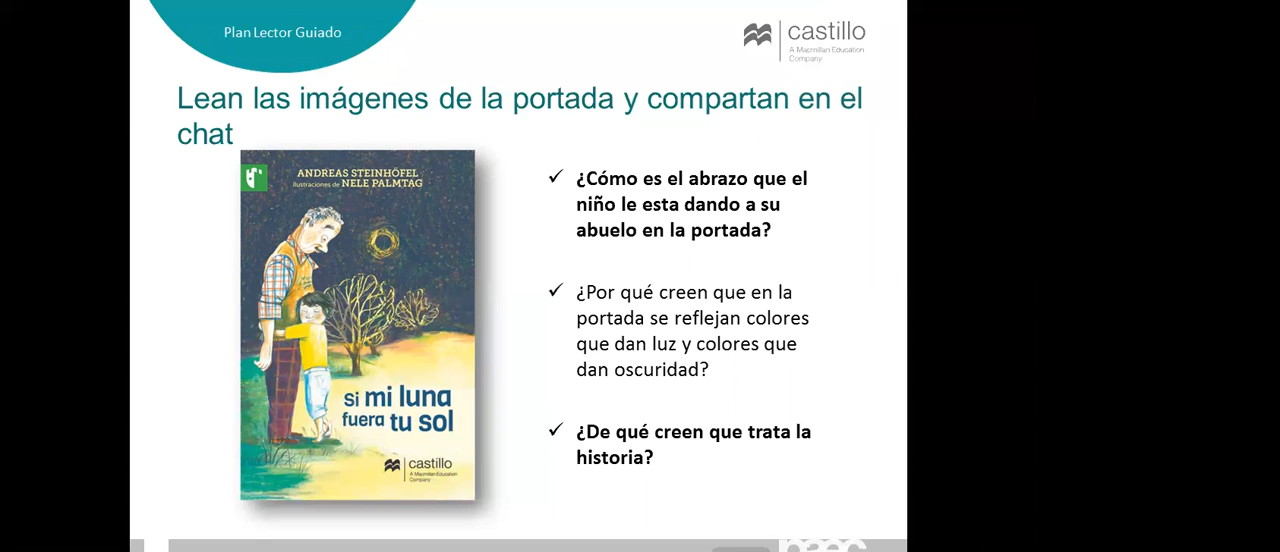 Plan Lector Guiado
castillo
A Macmillan Education
Company
Lean las imágenes de la portada y compartan en el
chat
ANDREAS STEINHÖFEL
Ilustraciones de NELE PALMTAG
si mi luna
fuera tu sol
castillo
A Macmillan Education
Company
✓ ¿Cómo es el abrazo que el
niño le esta dando a su
abuelo en la portada?
✓ ¿Por qué creen que en la
portada se reflejan colores
que dan luz y colores que
dan oscuridad?
✓ ¿De qué creen que trata la
historia?